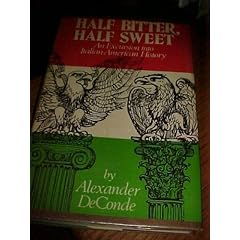 HALF BITTER,
HALF SWEET
An Excursion into
Italian-American History
by
Alexander
DeConde